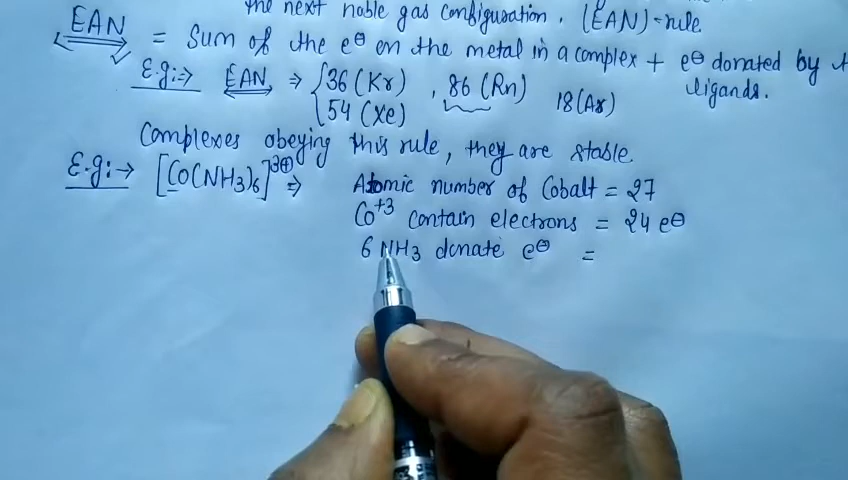 the next noble gas configuration. (EAN)-rule
EAN = Sum of the e⊖ on the metal in a complex + e⊖ donated by
ligands.
E.g:→ EAN ⇒ {36 (Kr), 86 (Rn) 18 (Ar)
54 (Xe)
Complexes obeying this rule, they are stable.
E.g:→ [Co(NH3)6]3⊕ ⇒ Atomic number of Cobalt = 27
Co+3 contain electrons = 24 e⊖
6 NH3 donate e⊖ =